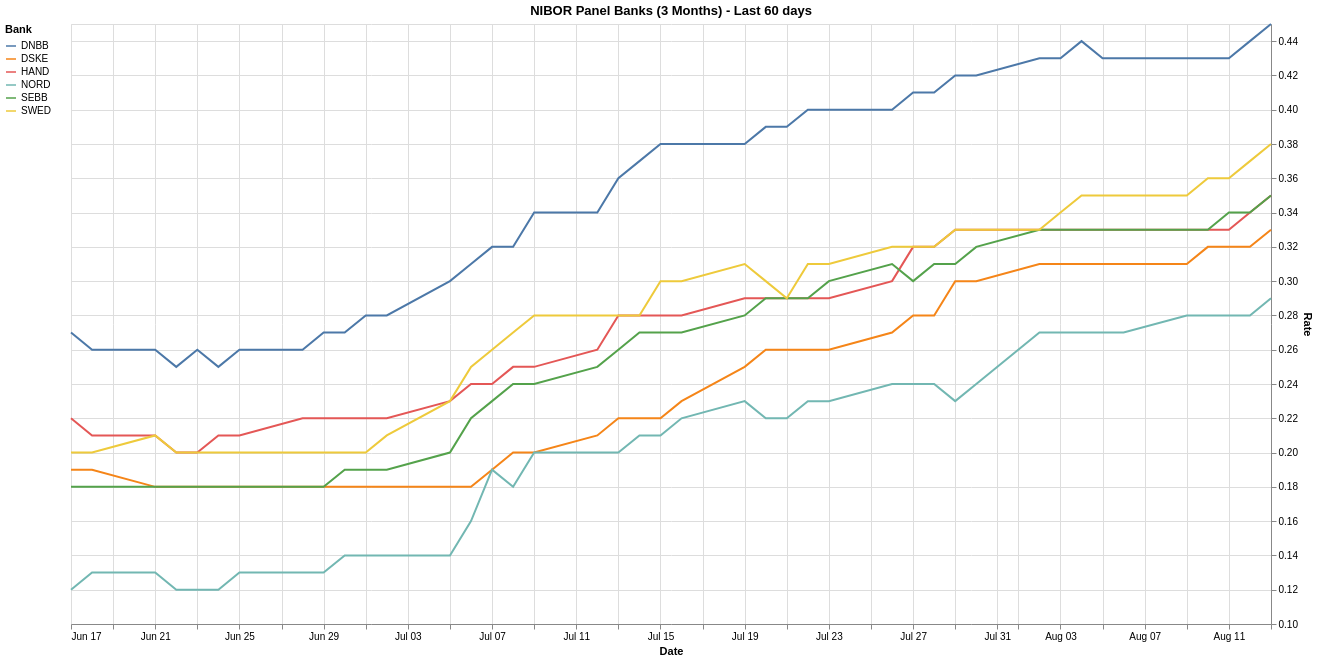 NIBOR Panel Banks (3 Months) - Last 60 days
Bank
DNBB
DSKE
HAND
NORD
SEBB
SWED
0.44
0.42
0.40
0.38
0.36
0.34
0.32
0.30
0.28
0.26
0.24
0.22
0.20
0.18
0.16
0.14
0.12
0.10
Rate
Jun 17 Jun 21 Jun 25 Jun 29 Jul 03 Jul 07 Jul 11 Jul 15 Jul 19 Jul 23 Jul 27 Jul 31 Aug 03 Aug 07 Aug 11
Date